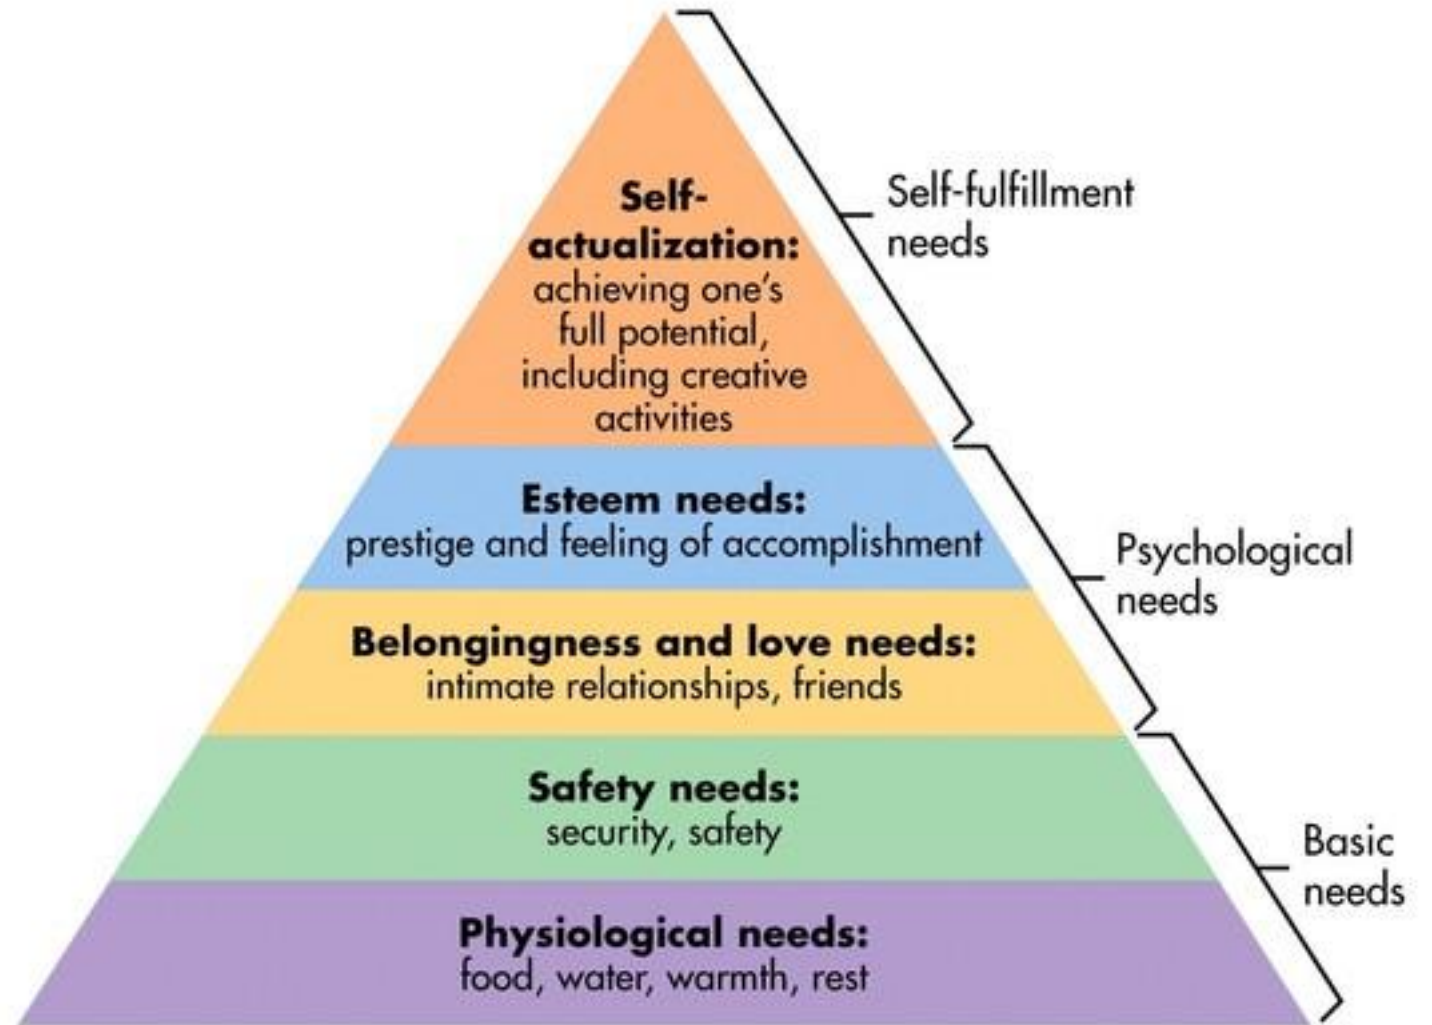 Self-
actualization:
achieving one's
full potential,
including creative
activities
Self-fulfillment
needs
Esteem needs:
prestige and feeling of accomplishment
Belongingness and love needs:
intimate relationships, friends
Psychological
needs
Safety needs:
security, safety
Physiological needs:
food, water, warmth, rest
Basic
needs